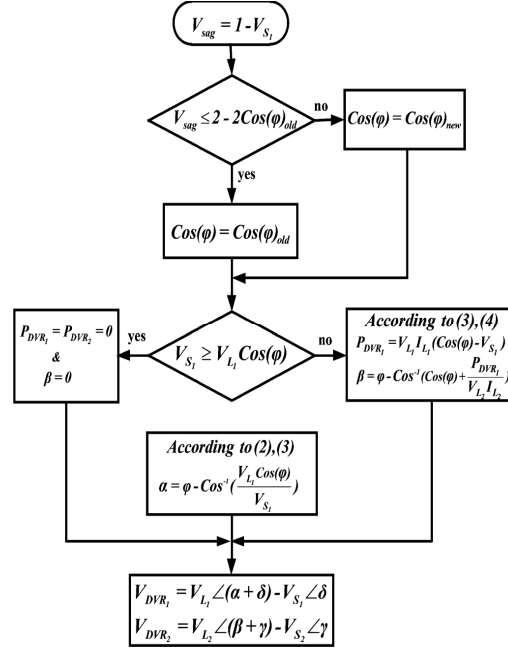 V_sag = 1 - V_S₁
V_sag ≤ 2 - 2Cos(φ)_old
no
Cos(φ) = Cos(φ)_new
yes
Cos(φ) = Cos(φ)_old
P_DVR₁ = P_DVR₂ = 0
&
β = 0
yes
V_S₁ ≥ V_L₁ Cos(φ)
no
According to (3),(4)
P_DVR₁ = V_L₁ I_L₁ (Cos(φ) - V_S₁)
β = φ - Cos⁻¹(Cos(φ) + P_DVR₁ / V_L₂ I_L₂)
According to (2),(3)
α = φ - Cos⁻¹(V_L₁ Cos(φ) / V_S₁)
V_DVR₁ = V_L₁∠(α + δ) - V_S₁∠δ
V_DVR₂ = V_L₂∠(β + γ) - V_S₂∠γ